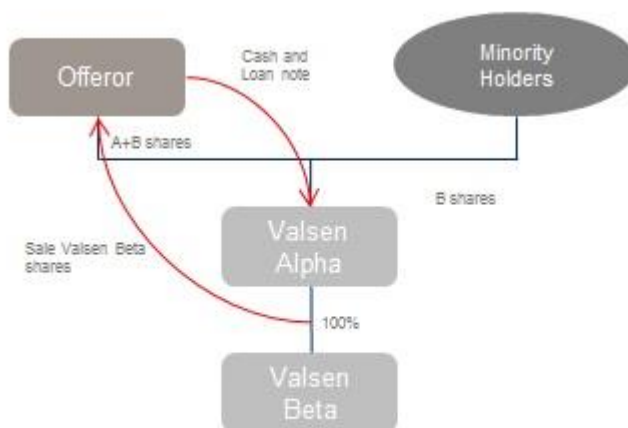 Offeror
Cash and
Loan note
Minority
Holders
A+B shares
B shares
Valsen
Alpha
Sale Valsen Beta
shares
100%
Valsen
Beta